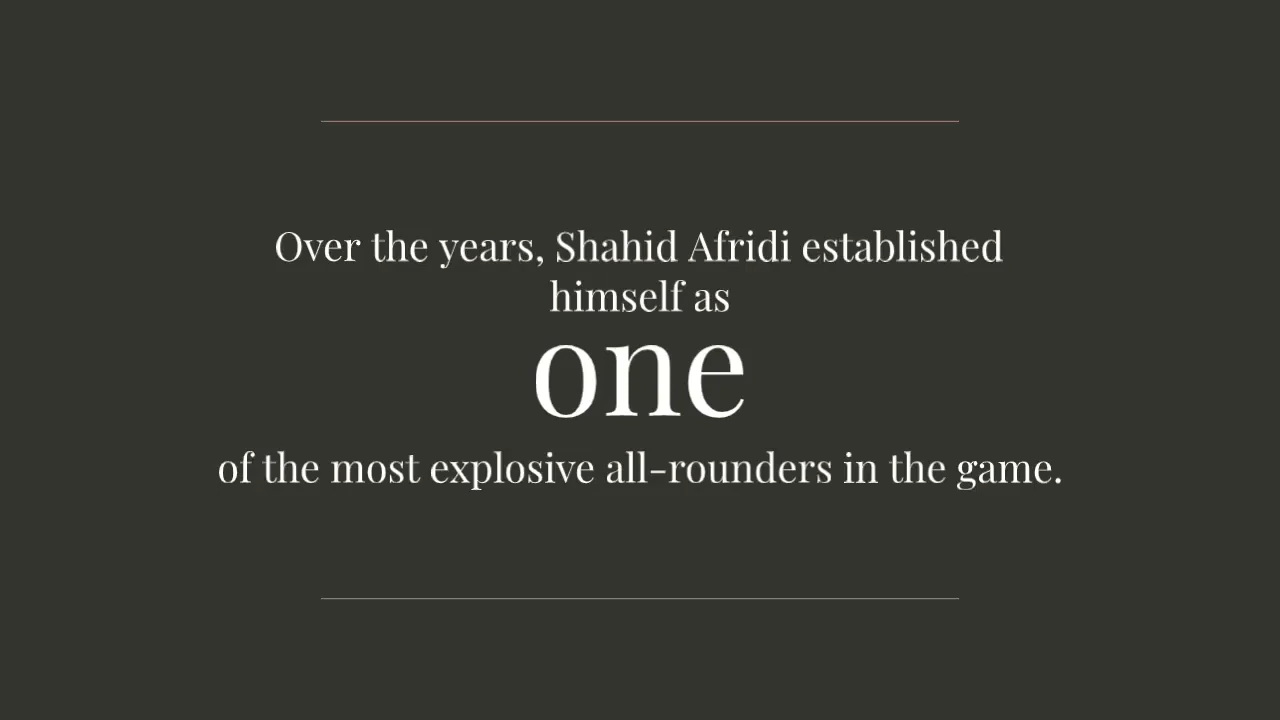 Over the years, Shahid Afridi established
himself as
one
of the most explosive all-rounders in the game.